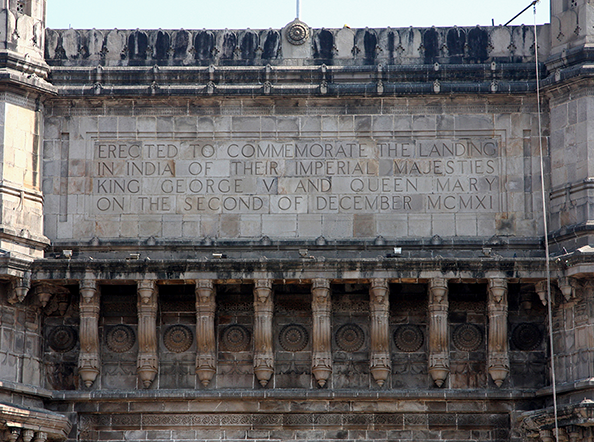 ERECTED TO COMMEMORATE THE LANDING
IN INDIA OF THEIR IMPERIAL MAJESTIES
KING GEORGE V AND QUEEN MARY
ON THE SECOND OF DECEMBER MCMXI